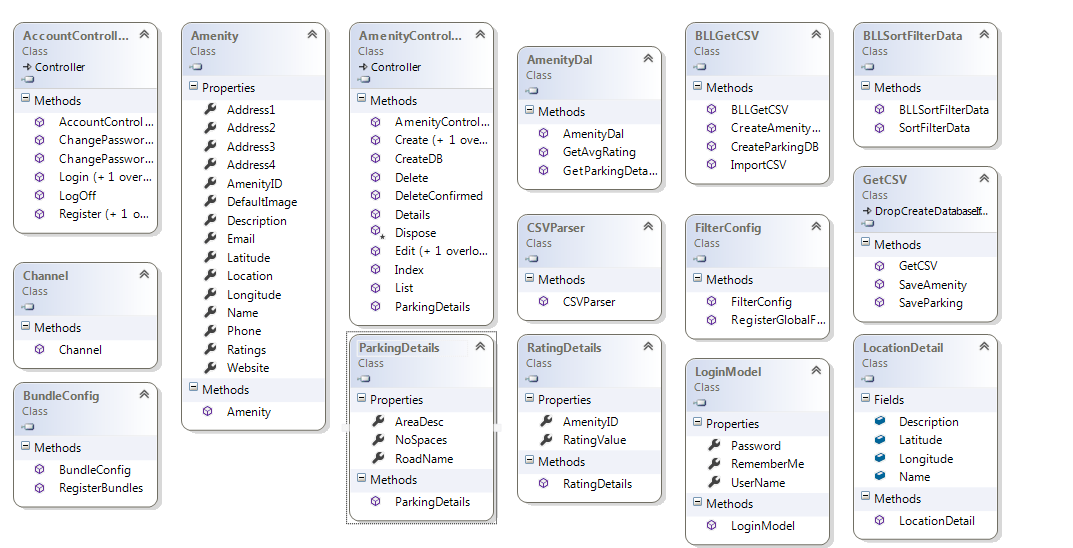 AccountControll...
Class
Controller
Methods
AccountControl...
ChangePasswor...
ChangePasswor...
Login (+ 1 over...
LogOff
Register (+ 1 o...
Channel
Class
Methods
Channel
BundleConfig
Class
Methods
BundleConfig
RegisterBundles
Amenity
Class
Properties
Address1
Address2
Address3
Address4
AmenityID
DefaultImage
Description
Email
Latitude
Location
Longitude
Name
Phone
Ratings
Website
Methods
Amenity
AmenityControl...
Class
Controller
Methods
AmenityControl...
Create (+ 1 ove...
CreateDB
Delete
DeleteConfirmed
Details
Dispose
Edit (+ 1 overlo...
Index
List
ParkingDetails
ParkingDetails
Class
Properties
AreaDesc
NoSpaces
RoadName
Methods
ParkingDetails
AmenityDal
Class
Methods
AmenityDal
GetAvgRating
GetParkingDeta...
CSVParser
Class
Methods
CSVParser
RatingDetails
Class
Properties
AmenityID
RatingValue
Methods
RatingDetails
BLLGetCSV
Class
Methods
BLLGetCSV
CreateAmenity...
CreateParkingDB
ImportCSV
FilterConfig
Class
Methods
FilterConfig
RegisterGlobalF...
LoginModel
Class
Properties
Password
RememberMe
UserName
Methods
LoginModel
BLLSortFilterData
Class
Methods
BLLSortFilterData
SortFilterData
GetCSV
Class
DropCreateDatabaseIf...
Methods
GetCSV
SaveAmenity
SaveParking
LocationDetail
Class
Fields
Description
Latitude
Longitude
Name
Methods
LocationDetail